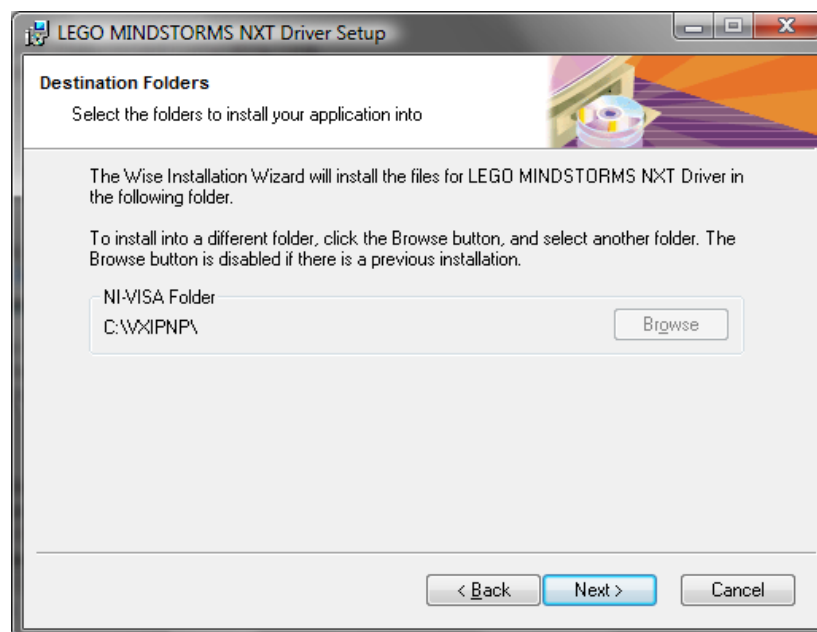 LEGO MINDSTORMS NXT Driver Setup
Destination Folders
Select the folders to install your application into
The Wise Installation Wizard will install the files for LEGO MINDSTORMS NXT Driver in
the following folder.
To install into a different folder, click the Browse button, and select another folder. The
Browse button is disabled if there is a previous installation.
NI-VISA Folder
C:\VXIPNP\
Browse
< Back
Next >
Cancel